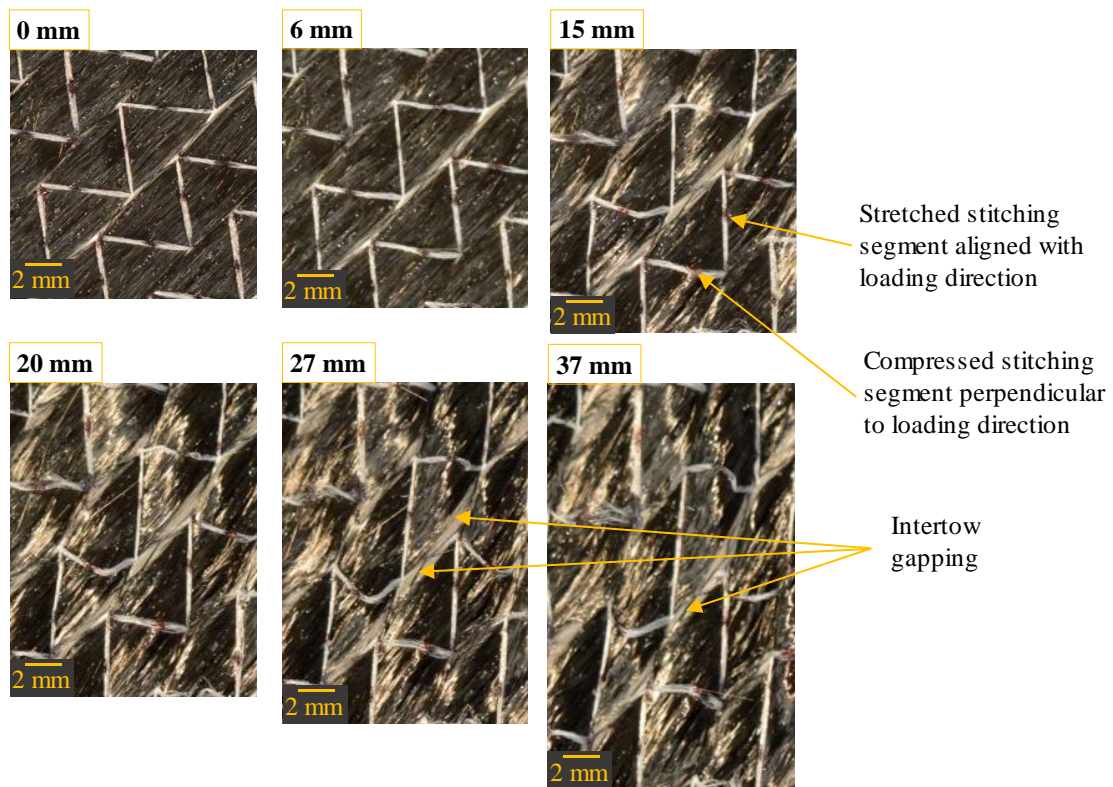 0 mm
6 mm
15 mm
2 mm
2 mm
2 mm
Stretched stitching
segment aligned with
loading direction
Compressed stitching
segment perpendicular
to loading direction
20 mm
27 mm
37 mm
2 mm
2 mm
2 mm
Intertow
gapping